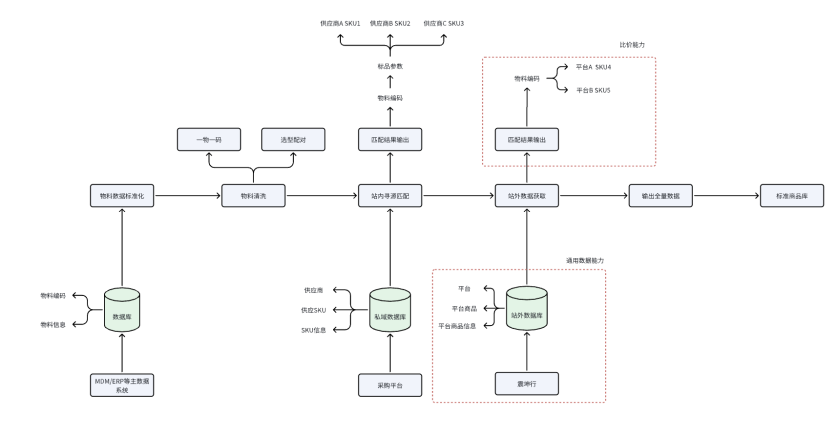 供应商A SKU1 供应商B SKU2 供应商C SKU3
比价能力
标品参数
物料编码
物料编码
平台A SKU4
平台B SKU5
一物一码
选型配对
匹配结果输出
匹配结果输出
物料数据标准化
物料清洗
站内寻源匹配
站外数据获取
输出全量数据
标准商品库
通用数据能力
物料编码
物料信息
数据库
供应商
供应SKU
SKU信息
私域数据库
平台
平台商品
平台商品信息
站外数据库
MDM/ERP等主数据
系统
采购平台
震坤行